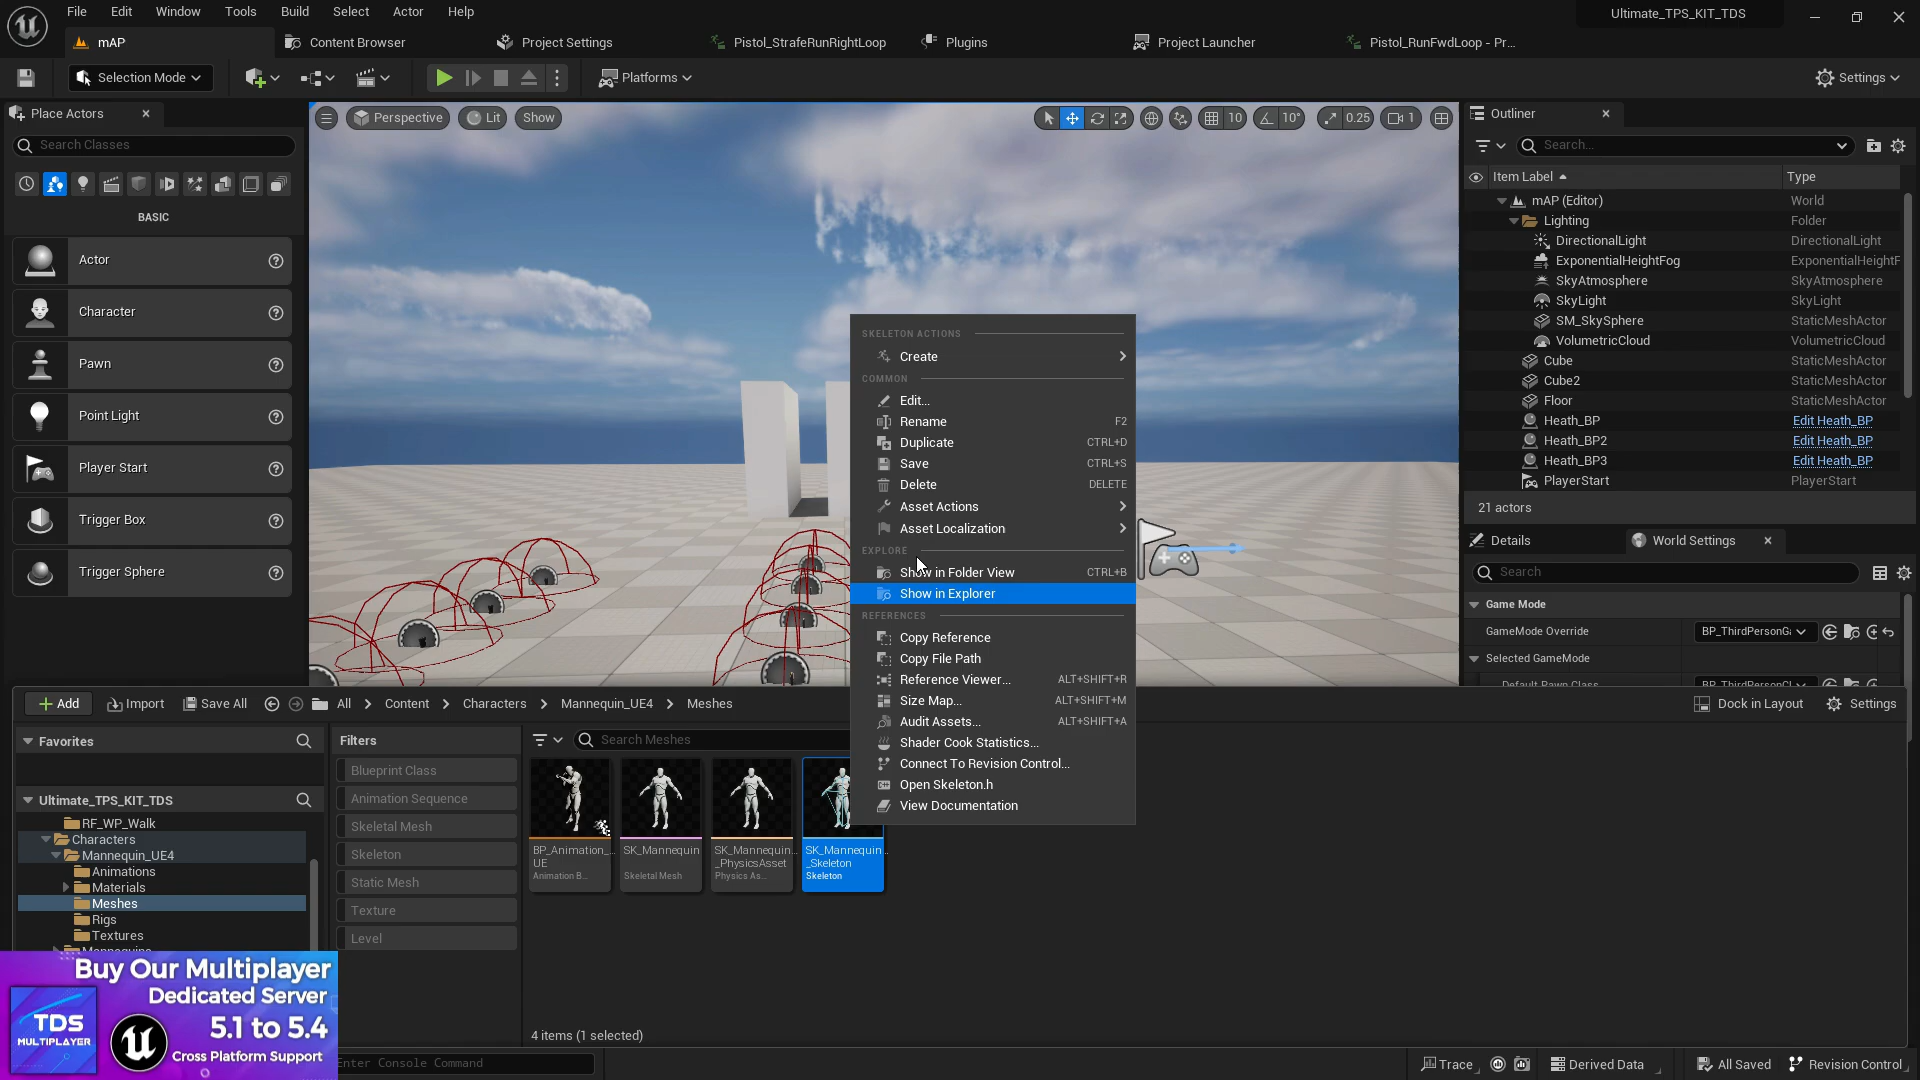 File Edit Window Tools Build Select Actor Help
Ultimate_TPS_KIT_TDS
mAP
Content Browser
Project Settings
Pistol_StrafeRunRightLoop
Plugins
Project Launcher
Pistol_RunFwdLoop - Pr...
Selection Mode
Platforms
Settings
Place Actors
Search Classes
BASIC
Actor
Character
Pawn
Point Light
Player Start
Trigger Box
Trigger Sphere
Perspective
Lit
Show
10
10°
0.25
1
Outliner
Search...
Item Label
Type
mAP (Editor) World
Lighting Folder
DirectionalLight DirectionalLight
ExponentialHeightFog ExponentialHeightF
SkyAtmosphere SkyAtmosphere
SkyLight SkyLight
SM_SkySphere StaticMeshActor
VolumetricCloud VolumetricCloud
Cube StaticMeshActor
Cube2 StaticMeshActor
Floor StaticMeshActor
Heath_BP Edit Heath_BP
Heath_BP2 Edit Heath_BP
Heath_BP3 Edit Heath_BP
PlayerStart PlayerStart
21 actors
Details
World Settings
Search
Game Mode
GameMode Override BP_ThirdPersonGa
Selected GameMode
Default Pawn Class BP_ThirdPersonCl
SKELETON ACTIONS
Create
COMMON
Edit...
Rename F2
Duplicate CTRL+D
Save CTRL+S
Delete DELETE
Asset Actions
Asset Localization
EXPLORE
Show in Folder View CTRL+B
Show in Explorer
REFERENCES
Copy Reference
Copy File Path
Reference Viewer... ALT+SHIFT+R
Size Map... ALT+SHIFT+M
Audit Assets... ALT+SHIFT+A
Shader Cook Statistics...
Connect To Revision Control...
Open Skeleton.h
View Documentation
Add
Import
Save All
All > Content > Characters > Mannequin_UE4 > Meshes
Dock in Layout
Settings
Favorites
Ultimate_TPS_KIT_TDS
RF_WP_Walk
Characters
Mannequin_UE4
Animations
Materials
Meshes
Rigs
Textures
Filters
Blueprint Class
Animation Sequence
Skeletal Mesh
Skeleton
Static Mesh
Texture
Level
Search Meshes
BP_Animation_...
UE
Animation B...
SK_Mannequin
Skeletal Mesh
SK_Mannequin..
_PhysicsAsset
Physics As...
SK_Mannequin..
_Skeleton
Skeleton
4 items (1 selected)
Buy Our Multiplayer
Dedicated Server
5.1 to 5.4
Cross Platform Support
TDS
MULTIPLAYER
Enter Console Command
Trace
Derived Data
All Saved
Revision Control